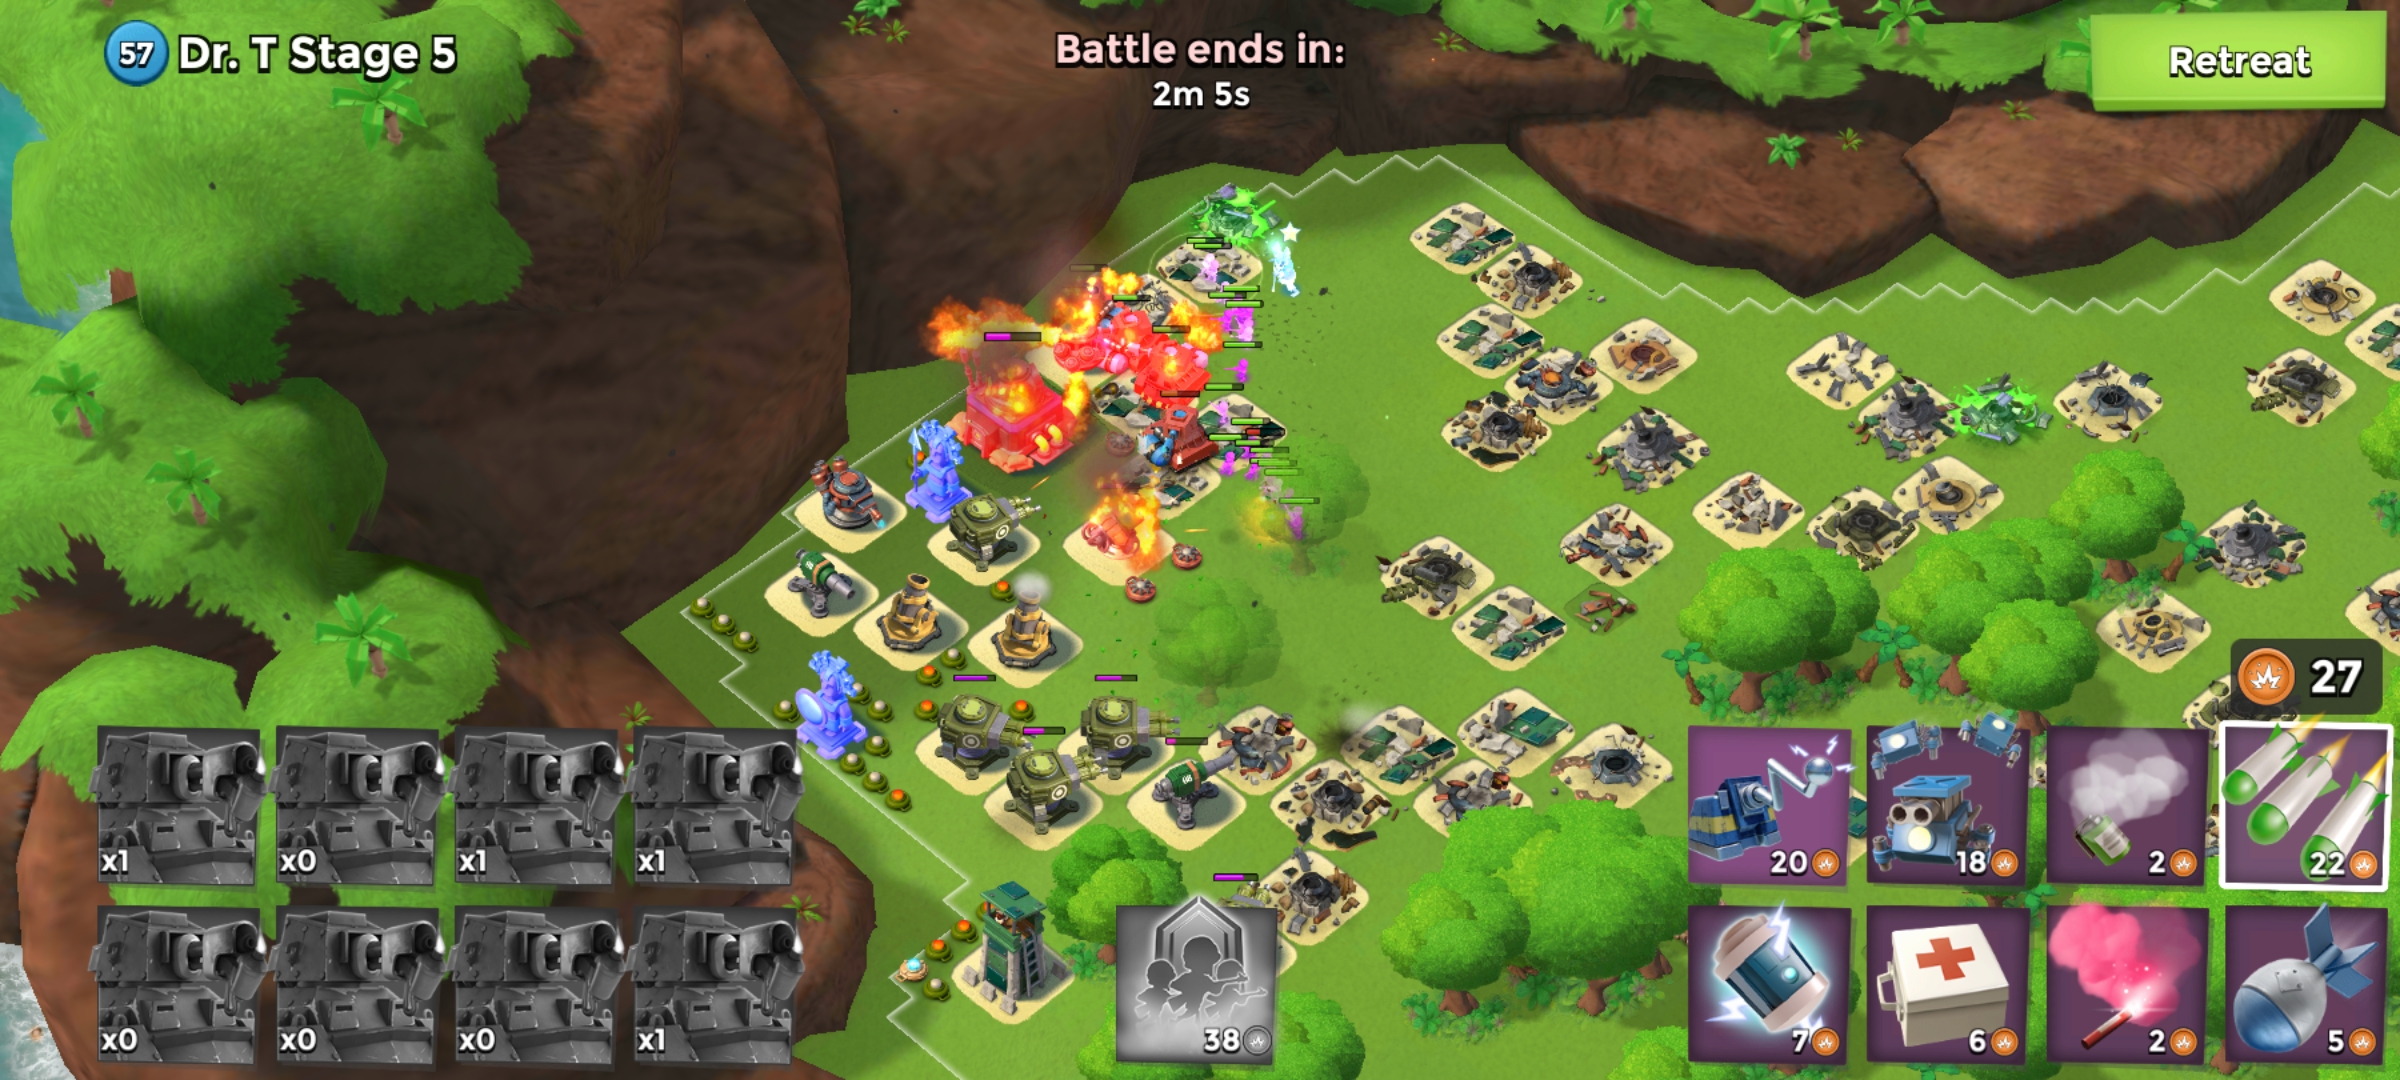 57 Dr. T Stage 5
Battle ends in:
2m 5s
Retreat
27
x1
x0
x1
x1
20
18
2
22
x0
x0
x0
x1
38
7
6
2
5